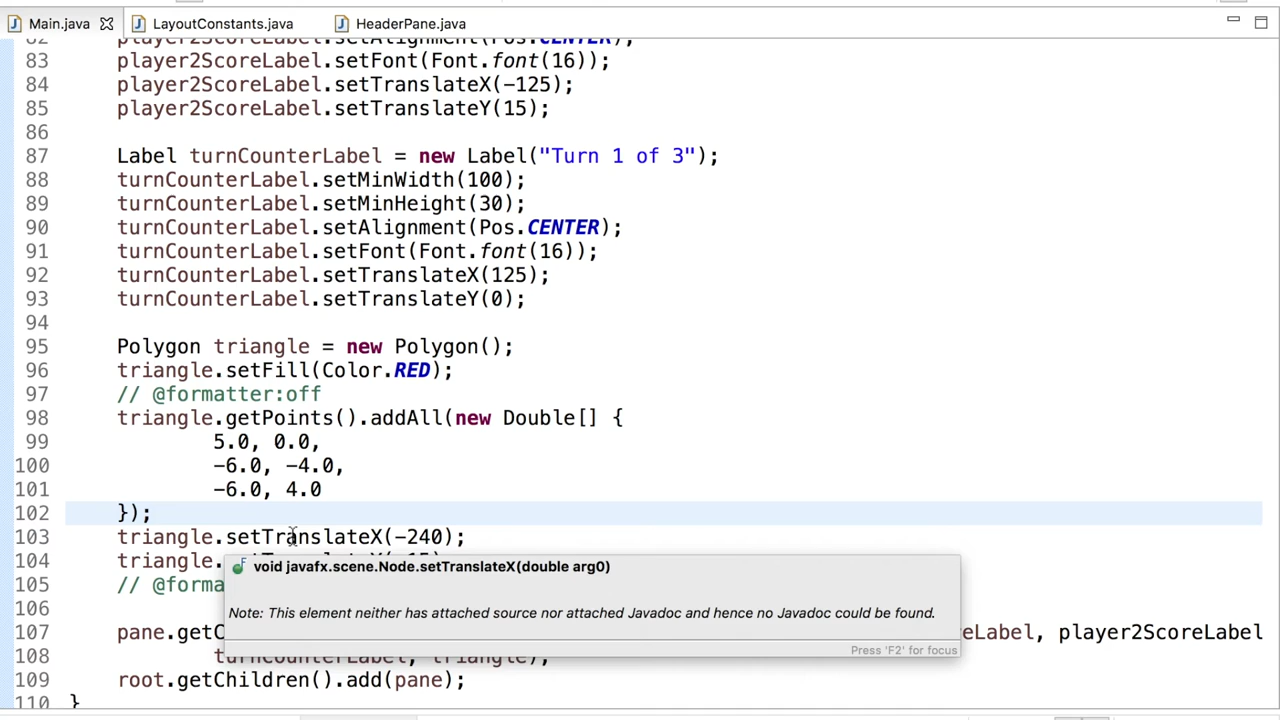 Main.java LayoutConstants.java HeaderPane.java
82 player2ScoreLabel.setAlignment(Pos.CENTER);
83 player2ScoreLabel.setFont(Font.font(16));
84 player2ScoreLabel.setTranslateX(-125);
85 player2ScoreLabel.setTranslateY(15);
86
87 Label turnCounterLabel = new Label("Turn 1 of 3");
88 turnCounterLabel.setMinWidth(100);
89 turnCounterLabel.setMinHeight(30);
90 turnCounterLabel.setAlignment(Pos.CENTER);
91 turnCounterLabel.setFont(Font.font(16));
92 turnCounterLabel.setTranslateX(125);
93 turnCounterLabel.setTranslateY(0);
94
95 Polygon triangle = new Polygon();
96 triangle.setFill(Color.RED);
97 // @formatter:off
98 triangle.getPoints().addAll(new Double[] {
99 5.0, 0.0,
100 -6.0, -4.0,
101 -6.0, 4.0
102 });
103 triangle.setTranslateX(-240);
104 triangle.
void javafx.scene.Node.setTranslateX(double arg0)
105 // @forma
106
Note: This element neither has attached source nor attached Javadoc and hence no Javadoc could be found.
107 pane.getC eLabel, player2ScoreLabel
Press 'F2' for focus
108 turnCounterLabel, triangle);
109 root.getChildren().add(pane);
110 }